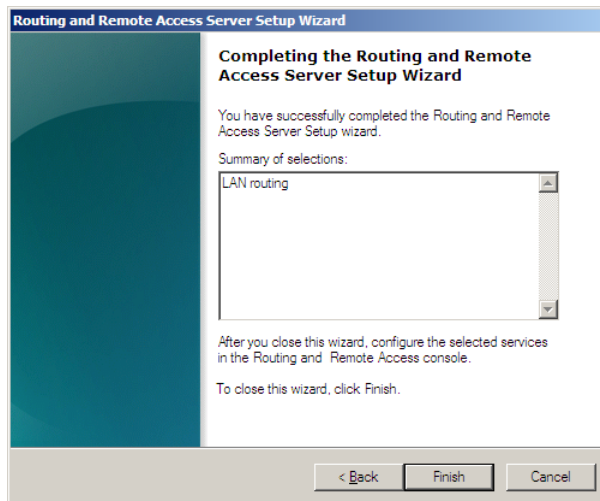 Routing and Remote Access Server Setup Wizard
Completing the Routing and Remote
Access Server Setup Wizard
You have successfully completed the Routing and Remote
Access Server Setup wizard.
Summary of selections:
LAN routing
After you close this wizard, configure the selected services
in the Routing and Remote Access console.
To close this wizard, click Finish.
< Back
Finish
Cancel